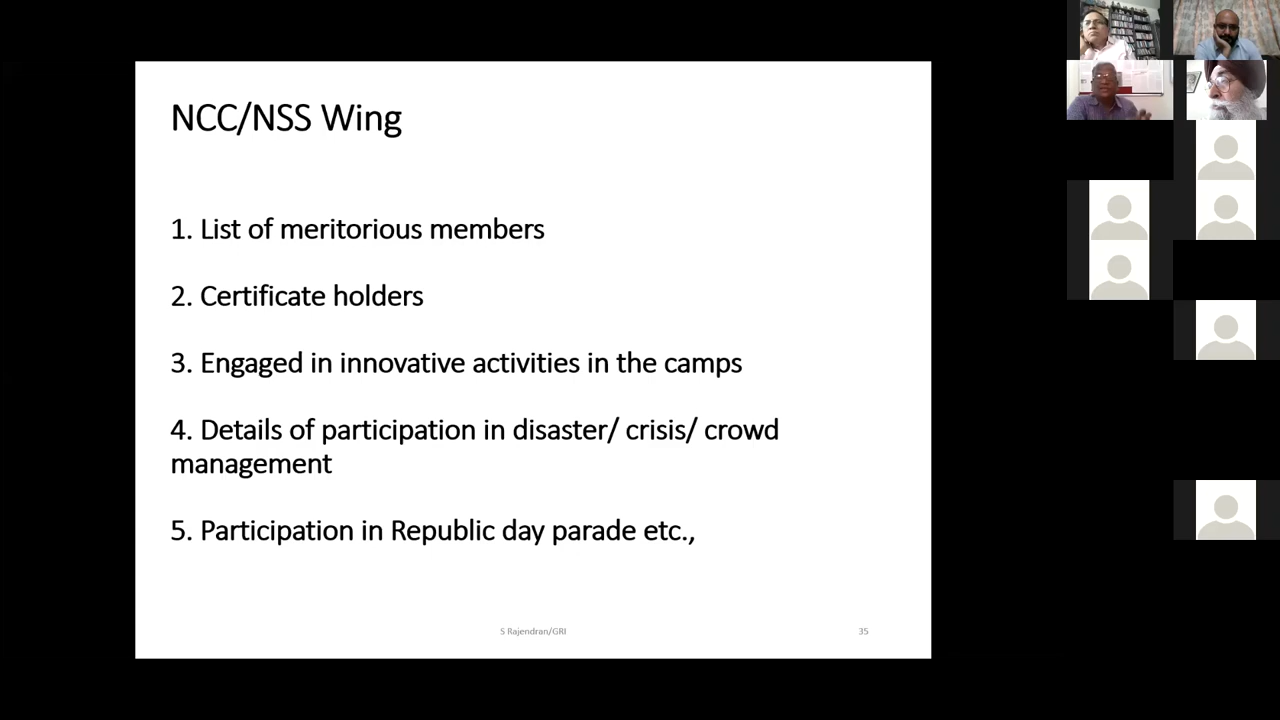 NCC/NSS Wing
1. List of meritorious members
2. Certificate holders
3. Engaged in innovative activities in the camps
4. Details of participation in disaster/ crisis/ crowd
management
5. Participation in Republic day parade etc.,
S Rajendran/GRI
35